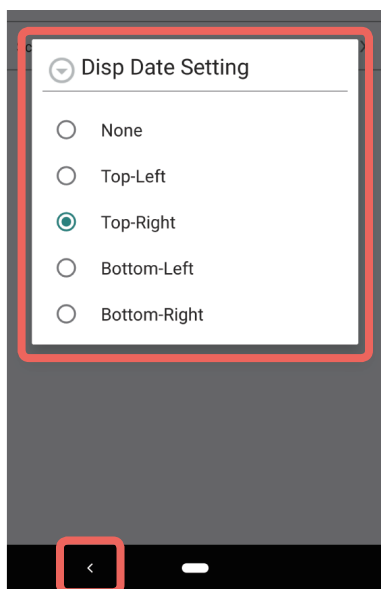 Disp Date Setting
None
Top-Left
Top-Right
Bottom-Left
Bottom-Right